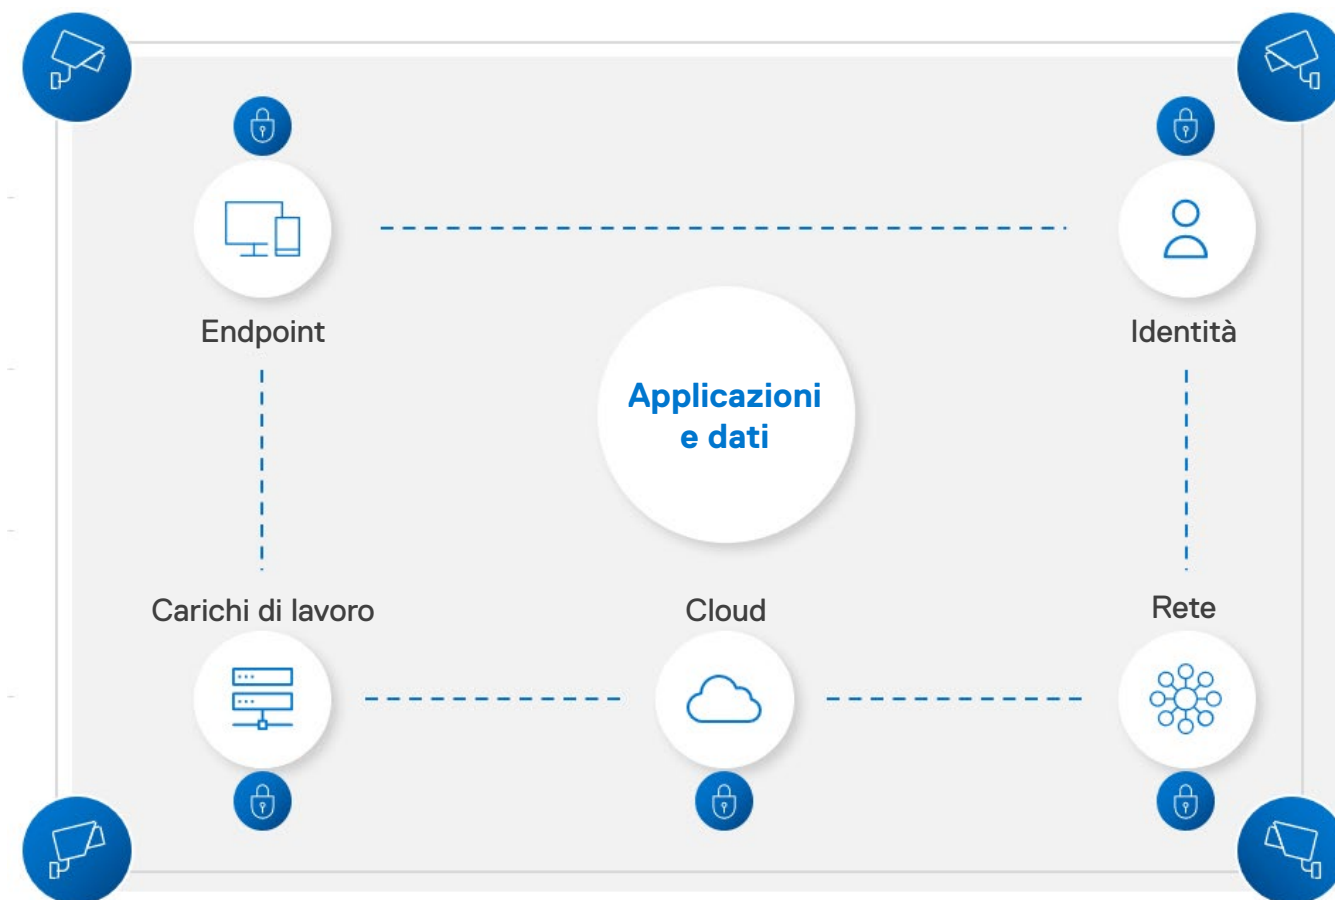 Endpoint
Identità
Applicazioni
e dati
Carichi di lavoro
Cloud
Rete